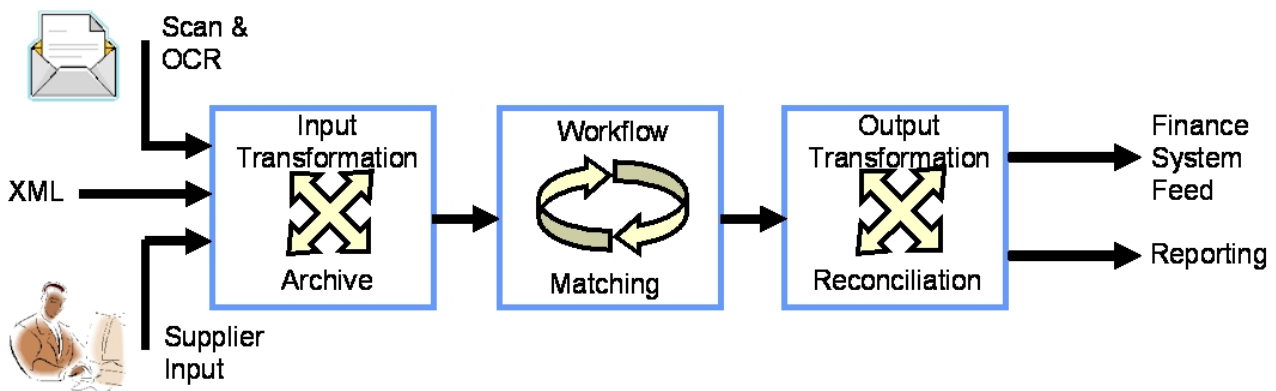 Scan &
OCR
XML
Supplier
Input
Input
Transformation
Archive
Workflow
Matching
Output
Transformation
Reconciliation
Finance
System
Feed
Reporting